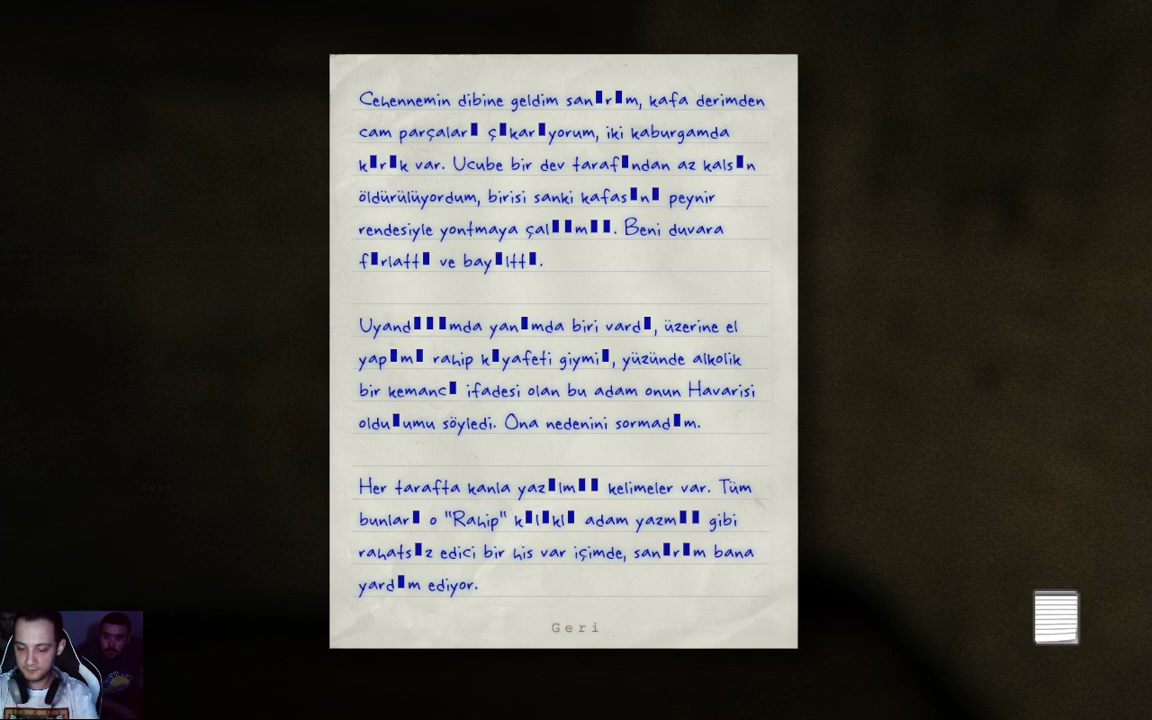 Cehennemin dibine geldim san▮r▮m, kafa derimden
cam parçalar▮ ç▮kar▮yorum, iki kaburgamda
k▮r▮k var. Ucube bir dev taraf▮ndan az kals▮n
öldürülüyordum, birisi sanki kafas▮n▮ peynir
rendesiyle yontmaya çal▮▮m▮▮. Beni duvara
f▮rlatt▮ ve bay▮ltt▮.
Uyand▮▮▮mda yan▮mda biri vard▮, üzerine el
yap▮m▮ rahip k▮yafeti giymi▮, yüzünde alkolik
bir kemanc▮ ifadesi olan bu adam onun Havarisi
oldu▮umu söyledi. Ona nedenini sormad▮m.
Her tarafta kanla yaz▮lm▮▮ kelimeler var. Tüm
bunlar▮ o "Rahip" k▮l▮kl▮ adam yazm▮▮ gibi
rahats▮z edici bir his var içimde, san▮r▮m bana
yard▮m ediyor.
Geri